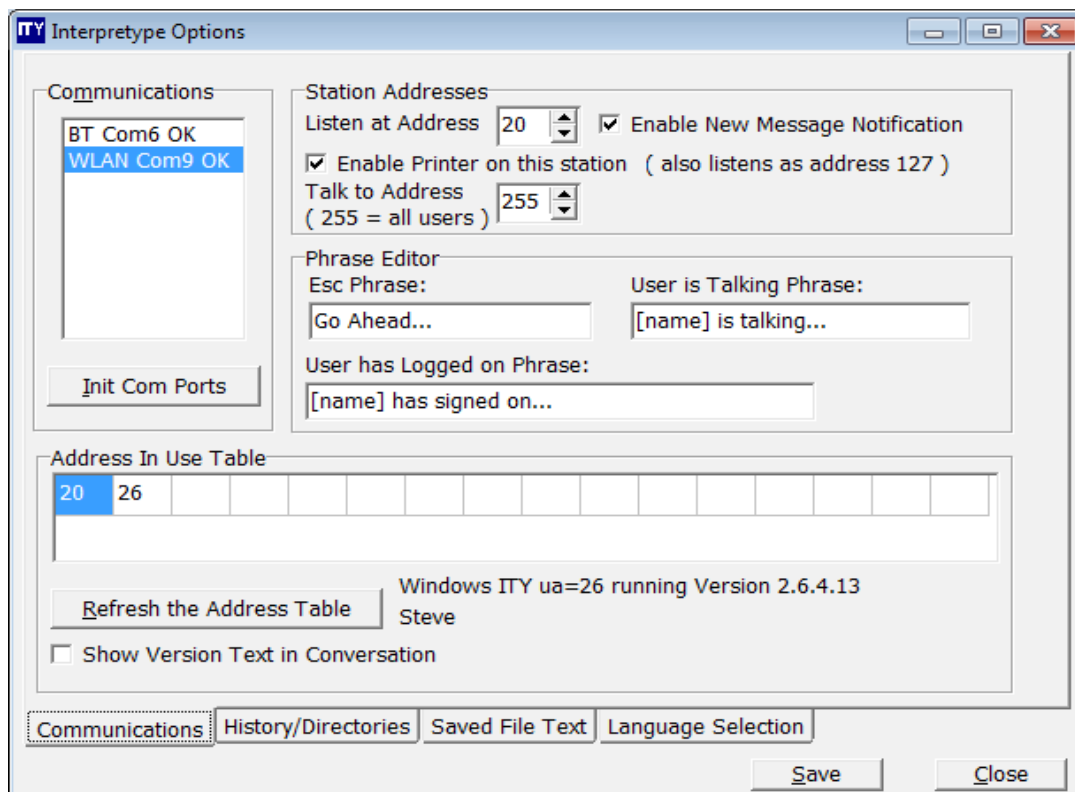 ITY Interpretype Options
Communications
BT Com6 OK
WLAN Com9 OK
Init Com Ports
Station Addresses
Listen at Address 20 Enable New Message Notification
Enable Printer on this station ( also listens as address 127 )
Talk to Address
( 255 = all users ) 255
Phrase Editor
Esc Phrase: User is Talking Phrase:
Go Ahead... [name] is talking...
User has Logged on Phrase:
[name] has signed on...
Address In Use Table
20 26
Refresh the Address Table
Windows ITY ua=26 running Version 2.6.4.13
Steve
Show Version Text in Conversation
Communications History/Directories Saved File Text Language Selection
Save Close